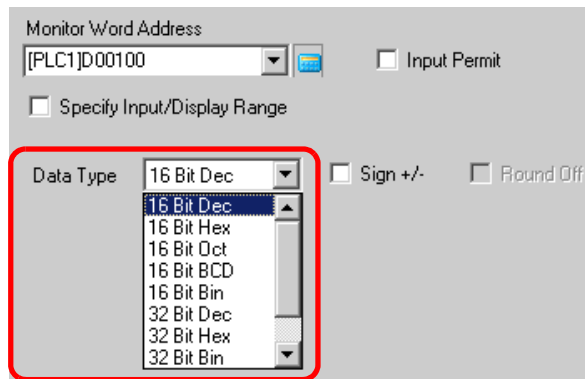 Monitor Word Address
[PLC1]D00100
Input Permit
Specify Input/Display Range
Data Type 16 Bit Dec Sign +/- Round Off
16 Bit Dec
16 Bit Hex
16 Bit Oct
16 Bit BCD
16 Bit Bin
32 Bit Dec
32 Bit Hex
32 Bit Bin